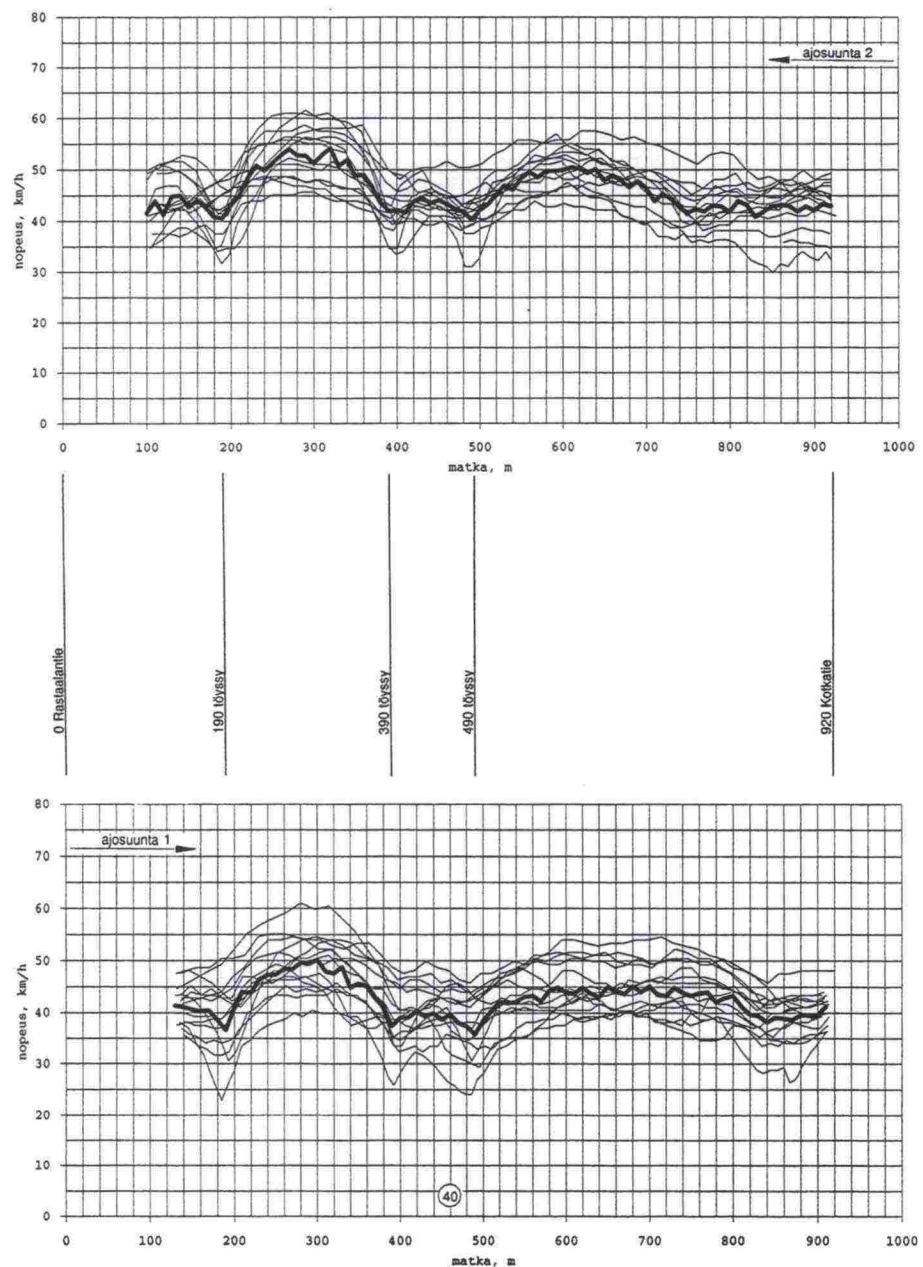 80
70
60
50
40
30
20
10
0
nopeus, km/h
ajosuunta 2
0 100 200 300 400 500 600 700 800 900 1000
matka, m
0 Rastaalantie
190 töyssy
390 töyssy
490 töyssy
920 Kotkatie
80
70
60
50
40
30
20
10
0
nopeus, km/h
ajosuunta 1
40
0 100 200 300 400 500 600 700 800 900 1000
matka, m